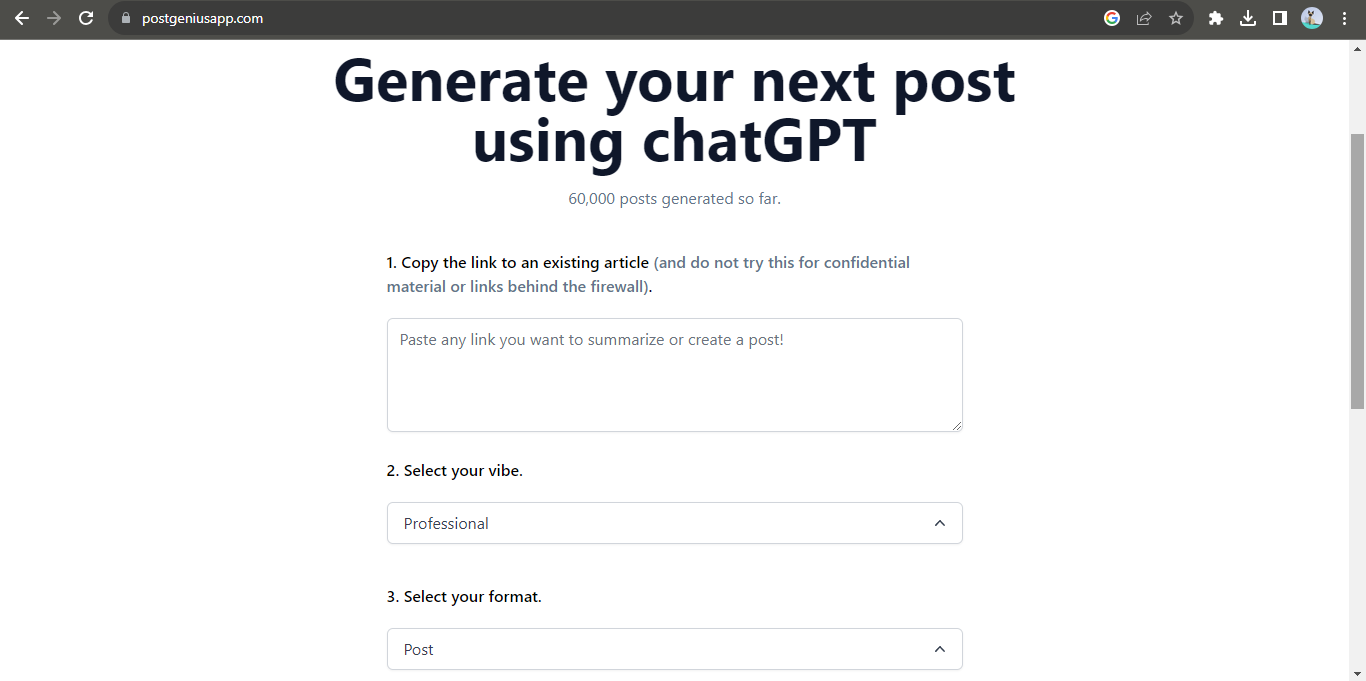 postgeniusapp.com
Generate your next post
using chatGPT
60,000 posts generated so far.
1. Copy the link to an existing article (and do not try this for confidential
material or links behind the firewall).
Paste any link you want to summarize or create a post!
2. Select your vibe.
Professional
3. Select your format.
Post